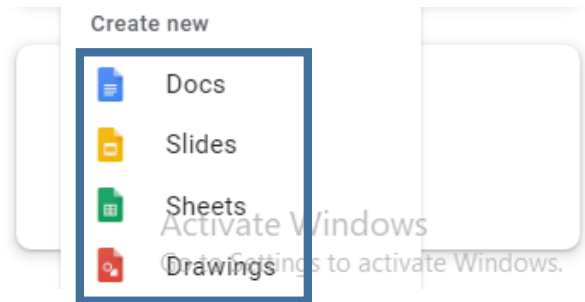 Create new
Docs
Slides
Sheets
Activate Windows
Drawings
Go to Settings to activate Windows.